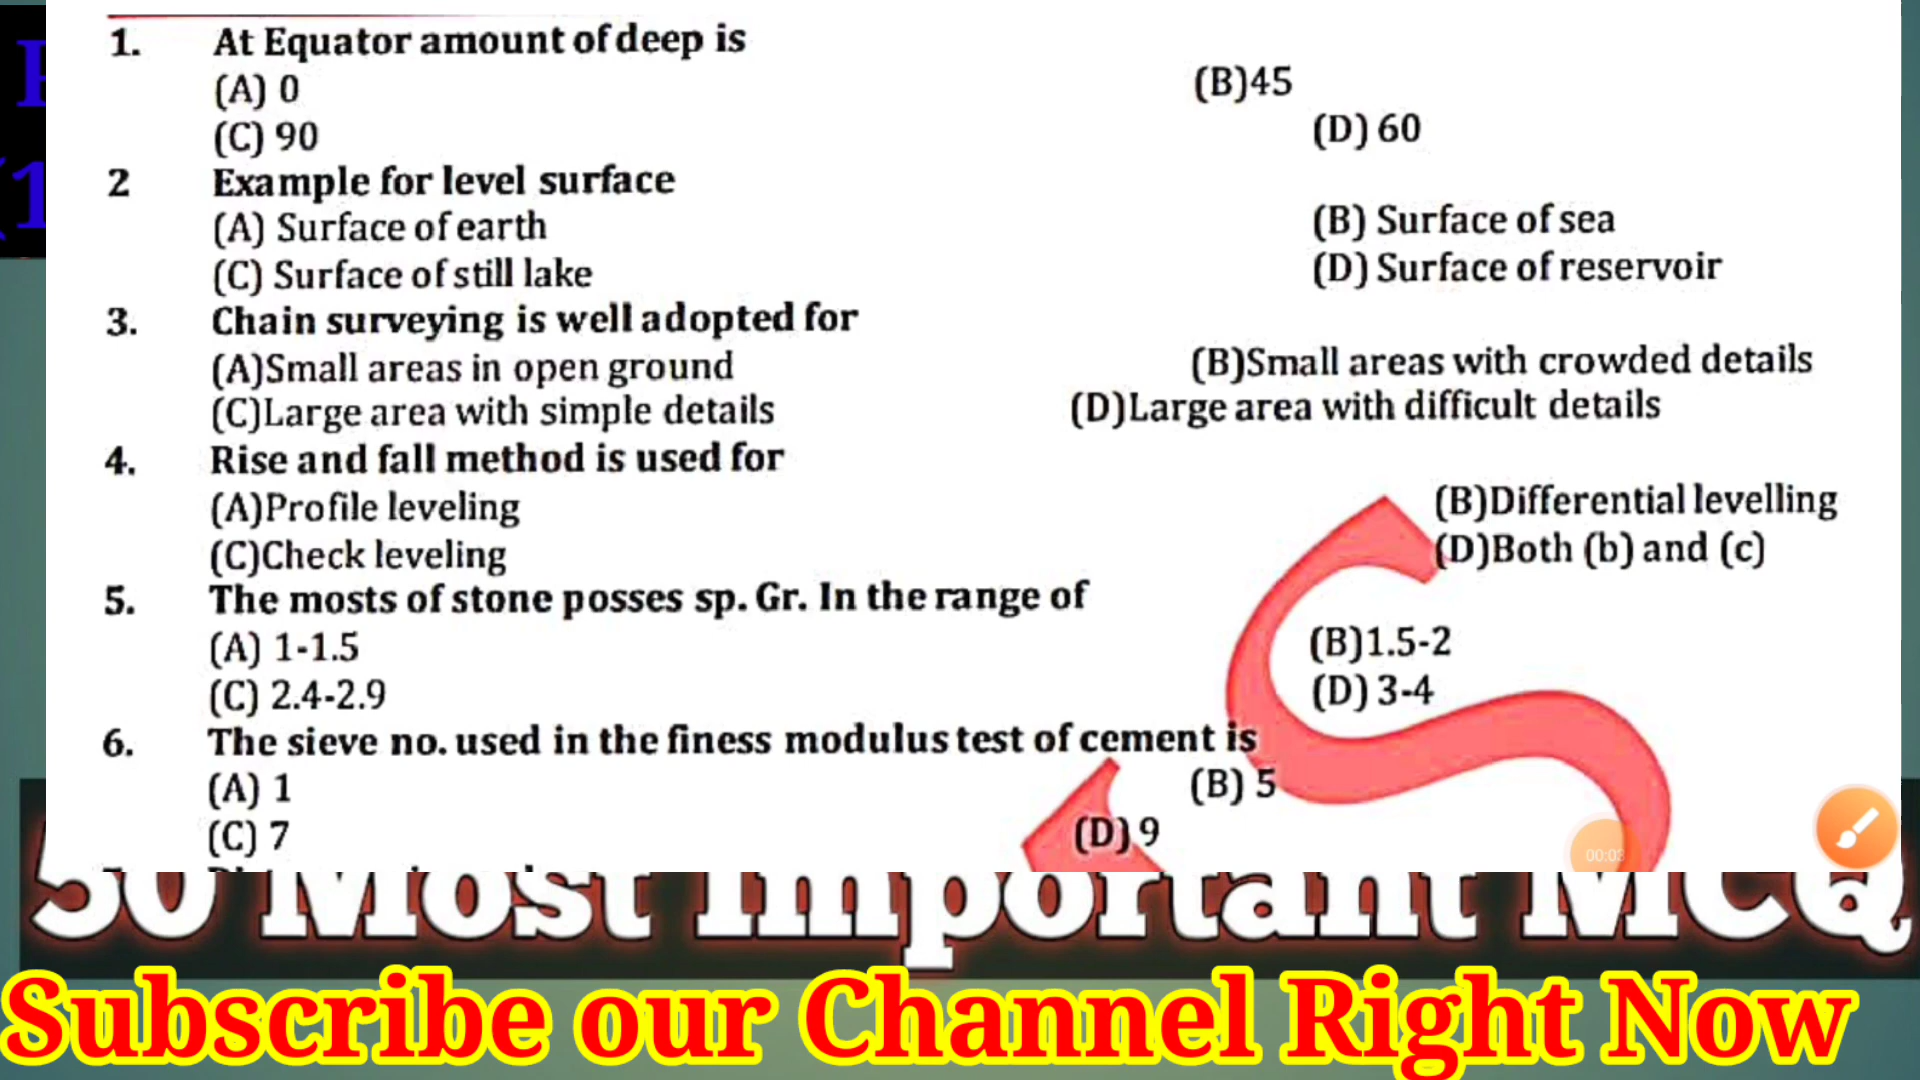 1. At Equator amount of deep is
(A) 0 (B)45
(C) 90 (D) 60
2 Example for level surface
(A) Surface of earth (B) Surface of sea
(C) Surface of still lake (D) Surface of reservoir
3. Chain surveying is well adopted for
(A)Small areas in open ground (B)Small areas with crowded details
(C)Large area with simple details (D)Large area with difficult details
4. Rise and fall method is used for
(A)Profile leveling (B)Differential levelling
(C)Check leveling (D)Both (b) and (c)
5. The mosts of stone posses sp. Gr. In the range of
(A) 1-1.5 (B)1.5-2
(C) 2.4-2.9 (D) 3-4
6. The sieve no. used in the finess modulus test of cement is
(A) 1 (B) 5
(C) 7 (D) 9
00:03
50 Most Important MCQ
Subscribe our Channel Right Now